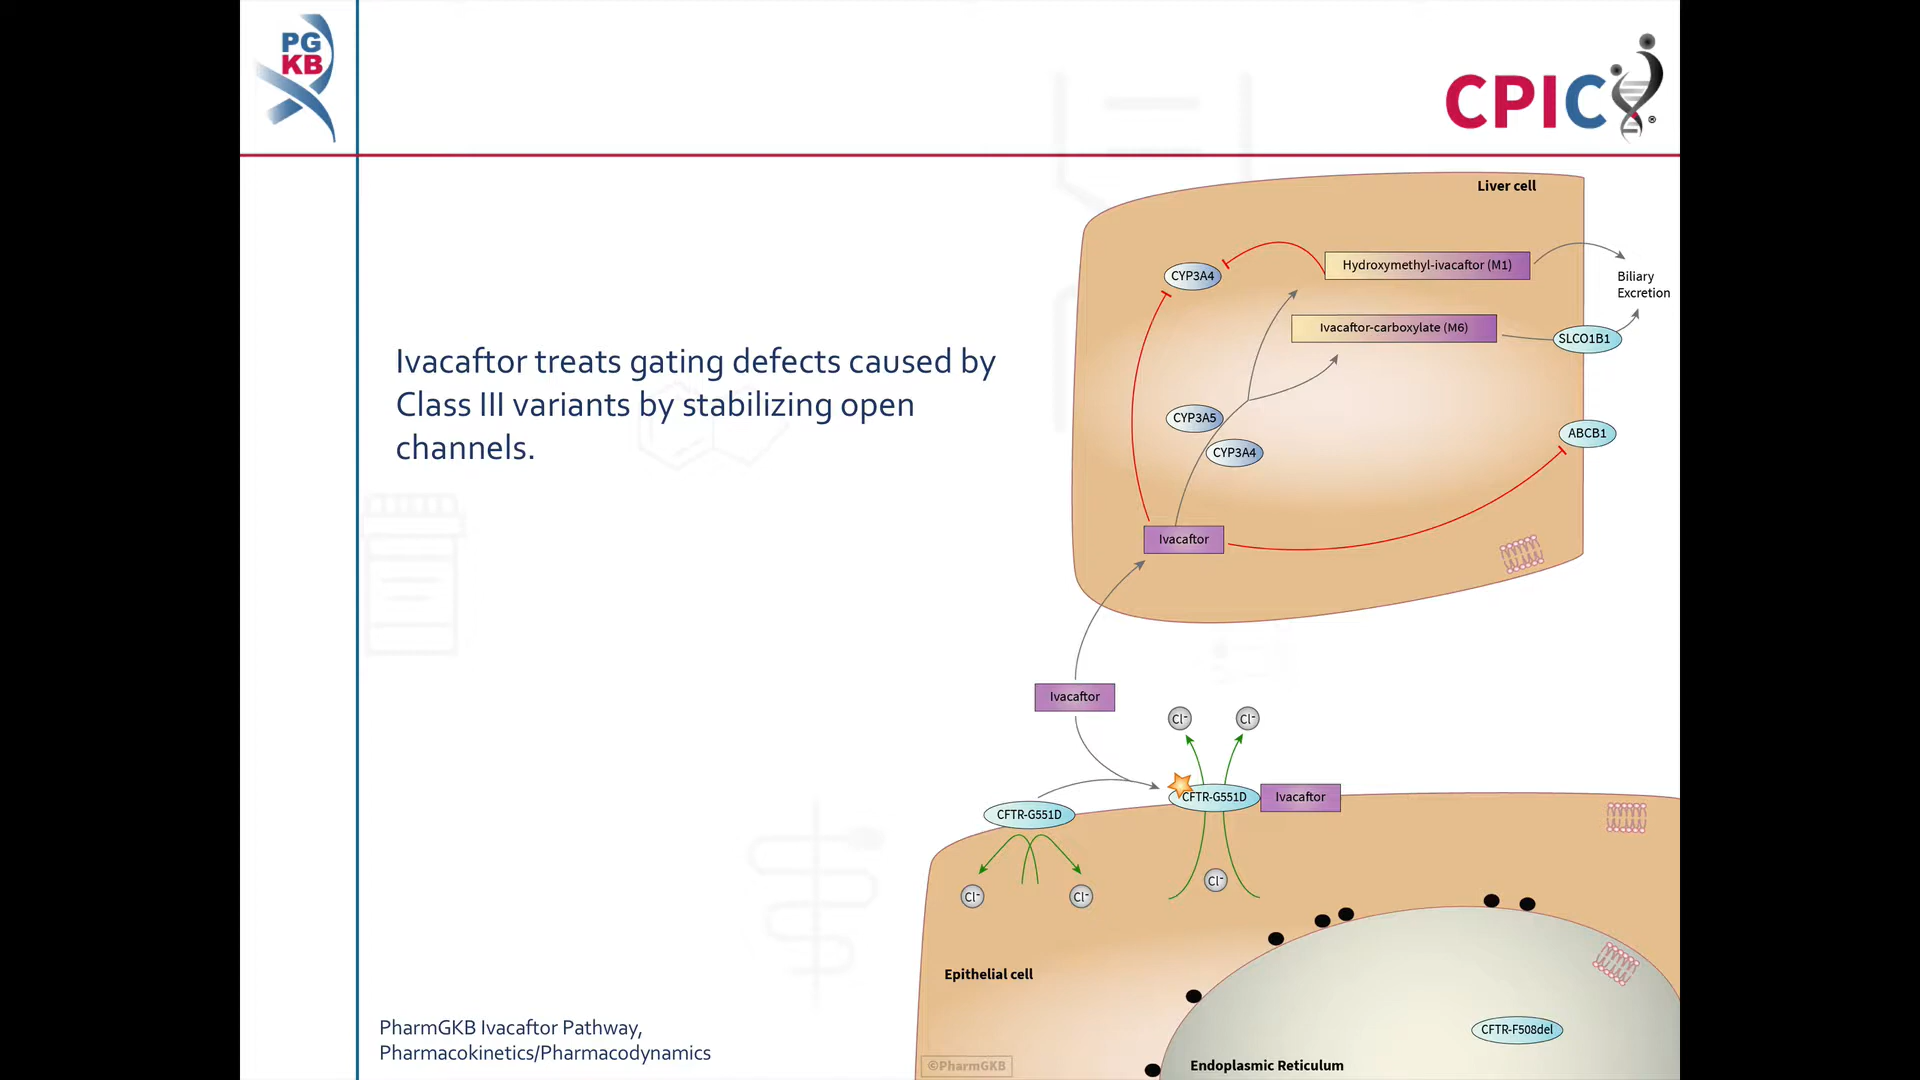 PG
KB
CPIC®
Ivacaftor treats gating defects caused by
Class III variants by stabilizing open
channels.
PharmGKB Ivacaftor Pathway,
Pharmacokinetics/Pharmacodynamics
Liver cell
CYP3A4
Hydroxymethyl-ivacaftor (M1)
Biliary
Excretion
Ivacaftor-carboxylate (M6)
SLCO1B1
CYP3A5
CYP3A4
ABCB1
Ivacaftor
Ivacaftor
Cl⁻
Cl⁻
CFTR-G551D
Ivacaftor
CFTR-G551D
Cl⁻
Cl⁻
Cl⁻
Epithelial cell
CFTR-F508del
©PharmGKB
Endoplasmic Reticulum